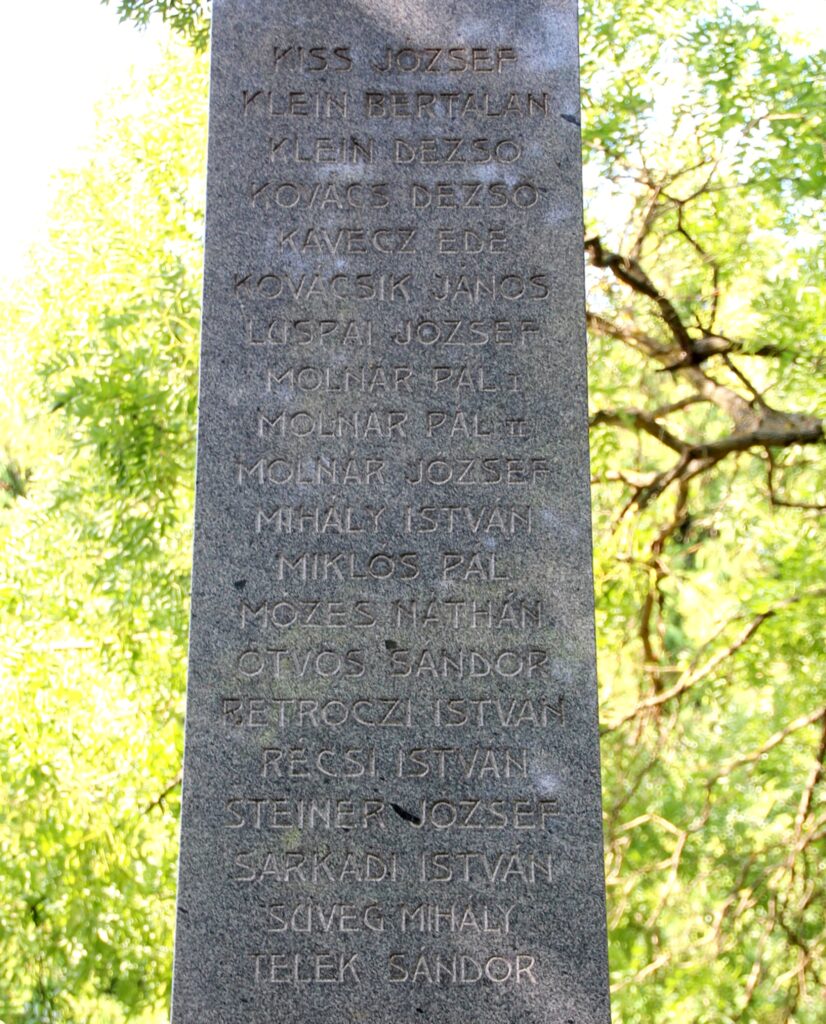 KISS JÓZSEF
KLEIN BERTALAN
KLEIN DEZSŐ
KOVÁCS DEZSŐ
KAVECZ EDE
KOVÁCSIK JÁNOS
LUSPAI JÓZSEF
MOLNÁR PÁL I
MOLNÁR PÁL II
MOLNÁR JÓZSEF
MIHÁLY ISTVÁN
MIKLÓS PÁL
MÓZES NÁTHÁN
ÖTVÖS SÁNDOR
PETRÓCZI ISTVÁN
RÉCSI ISTVÁN
STEINER JÓZSEF
SARKADI ISTVÁN
SÜVEG MIHÁLY
TELEK SÁNDOR